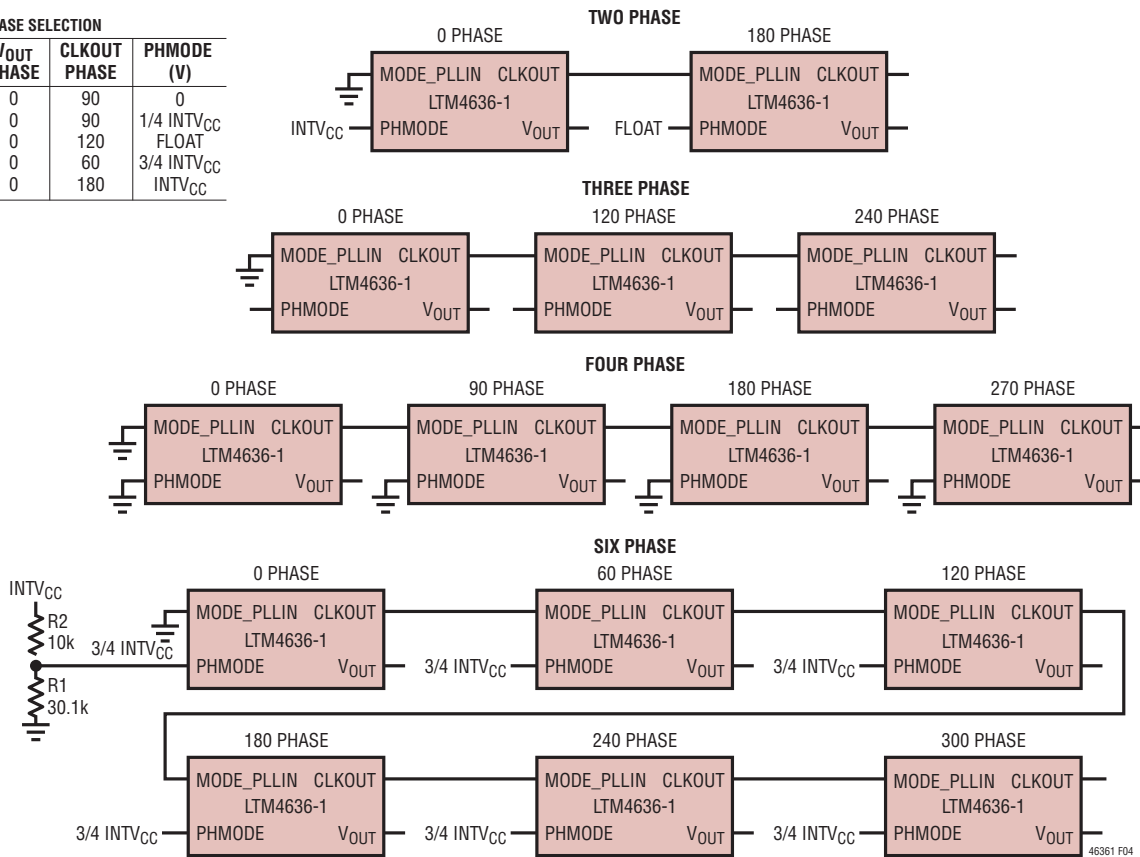 ASE SELECTION
VOUT CLKOUT PHMODE
HASE PHASE (V)
0 90 0
0 90 1/4 INTVCC
0 120 FLOAT
0 60 3/4 INTVCC
0 180 INTVCC
TWO PHASE
0 PHASE 180 PHASE
MODE_PLLIN CLKOUT MODE_PLLIN CLKOUT
LTM4636-1 LTM4636-1
INTVCC PHMODE VOUT FLOAT PHMODE VOUT
THREE PHASE
0 PHASE 120 PHASE 240 PHASE
MODE_PLLIN CLKOUT MODE_PLLIN CLKOUT MODE_PLLIN CLKOUT
LTM4636-1 LTM4636-1 LTM4636-1
PHMODE VOUT PHMODE VOUT PHMODE VOUT
FOUR PHASE
0 PHASE 90 PHASE 180 PHASE 270 PHASE
MODE_PLLIN CLKOUT MODE_PLLIN CLKOUT MODE_PLLIN CLKOUT MODE_PLLIN CLKOUT
LTM4636-1 LTM4636-1 LTM4636-1 LTM4636-1
PHMODE VOUT PHMODE VOUT PHMODE VOUT PHMODE VOUT
SIX PHASE
0 PHASE 60 PHASE 120 PHASE
INTVCC
MODE_PLLIN CLKOUT MODE_PLLIN CLKOUT MODE_PLLIN CLKOUT
R2
10k
LTM4636-1 LTM4636-1 LTM4636-1
3/4 INTVCC PHMODE VOUT 3/4 INTVCC PHMODE VOUT 3/4 INTVCC PHMODE VOUT
R1
30.1k
180 PHASE 240 PHASE 300 PHASE
MODE_PLLIN CLKOUT MODE_PLLIN CLKOUT MODE_PLLIN CLKOUT
LTM4636-1 LTM4636-1 LTM4636-1
3/4 INTVCC PHMODE VOUT 3/4 INTVCC PHMODE VOUT 3/4 INTVCC PHMODE VOUT
46361 F04